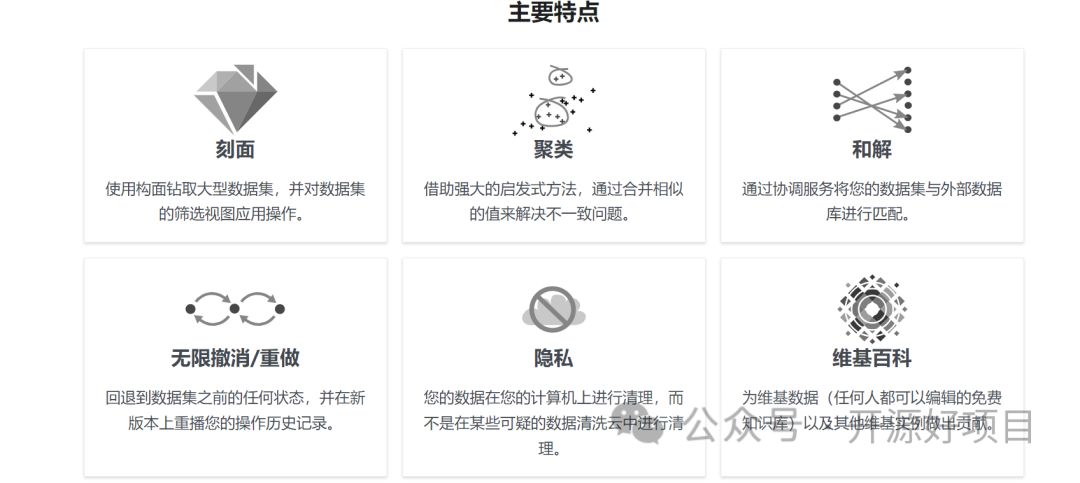 主要特点
刻面
使用构面钻取大型数据集，并对数据集
的筛选视图应用操作。
聚类
借助强大的启发式方法，通过合并相似
的值来解决不一致问题。
和解
通过协调服务将您的数据集与外部数据
库进行匹配。
无限撤消/重做
回退到数据集之前的任何状态，并在新
版本上重播您的操作历史记录。
隐私
您的数据在您的计算机上进行清理，而
不是在某些可疑的数据清洗云中进行清
理。
维基百科
为维基数据（任何人都可以编辑的免费
知识库）以及其他维基实例做出贡献。
公众号 · 开源好项目